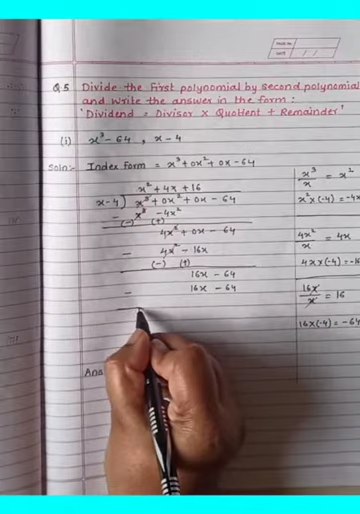 Q.5 Divide the first polynomial by second polynomial
and write the answer in the form :
'Dividend = Divisor × Quotient + Remainder'
(i) x³ - 64 , x - 4
Soln:- Index form = x³ + 0x² + 0x - 64
x² + 4x + 16
x-4 ) x³ + 0x² + 0x - 64
- x³ - 4x²
(-) (+)
4x² + 0x - 64
- 4x² - 16x
(-) (+)
16x - 64
- 16x - 64
Ans
x³/x = x²
x² × (-4) = -4x
4x²/x = 4x
4x × (-4) = -16
16x/x = 16
16 × (-4) = -64